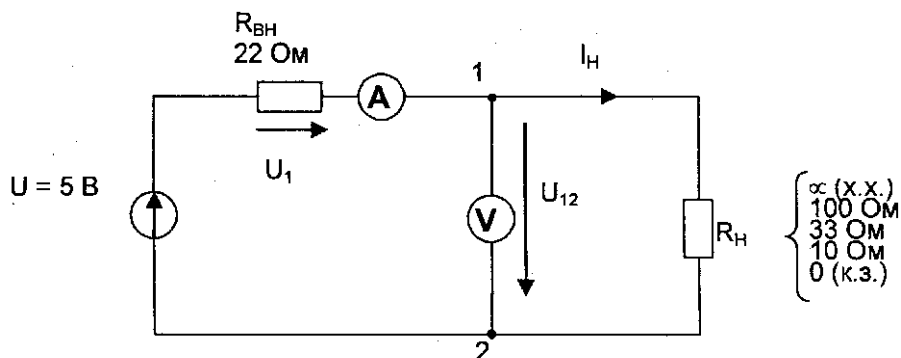 R_ВН
22 Ом
А
1
I_Н
U_1
U = 5 В
V
U_12
R_Н
∝ (х.х.)
100 Ом
33 Ом
10 Ом
0 (к.з.)
2